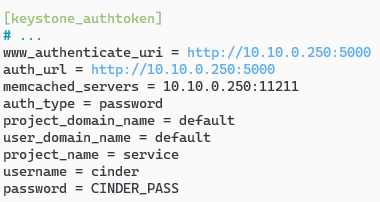 [keystone_authtoken]
# ...
www_authenticate_uri = http://10.10.0.250:5000
auth_url = http://10.10.0.250:5000
memcached_servers = 10.10.0.250:11211
auth_type = password
project_domain_name = default
user_domain_name = default
project_name = service
username = cinder
password = CINDER_PASS